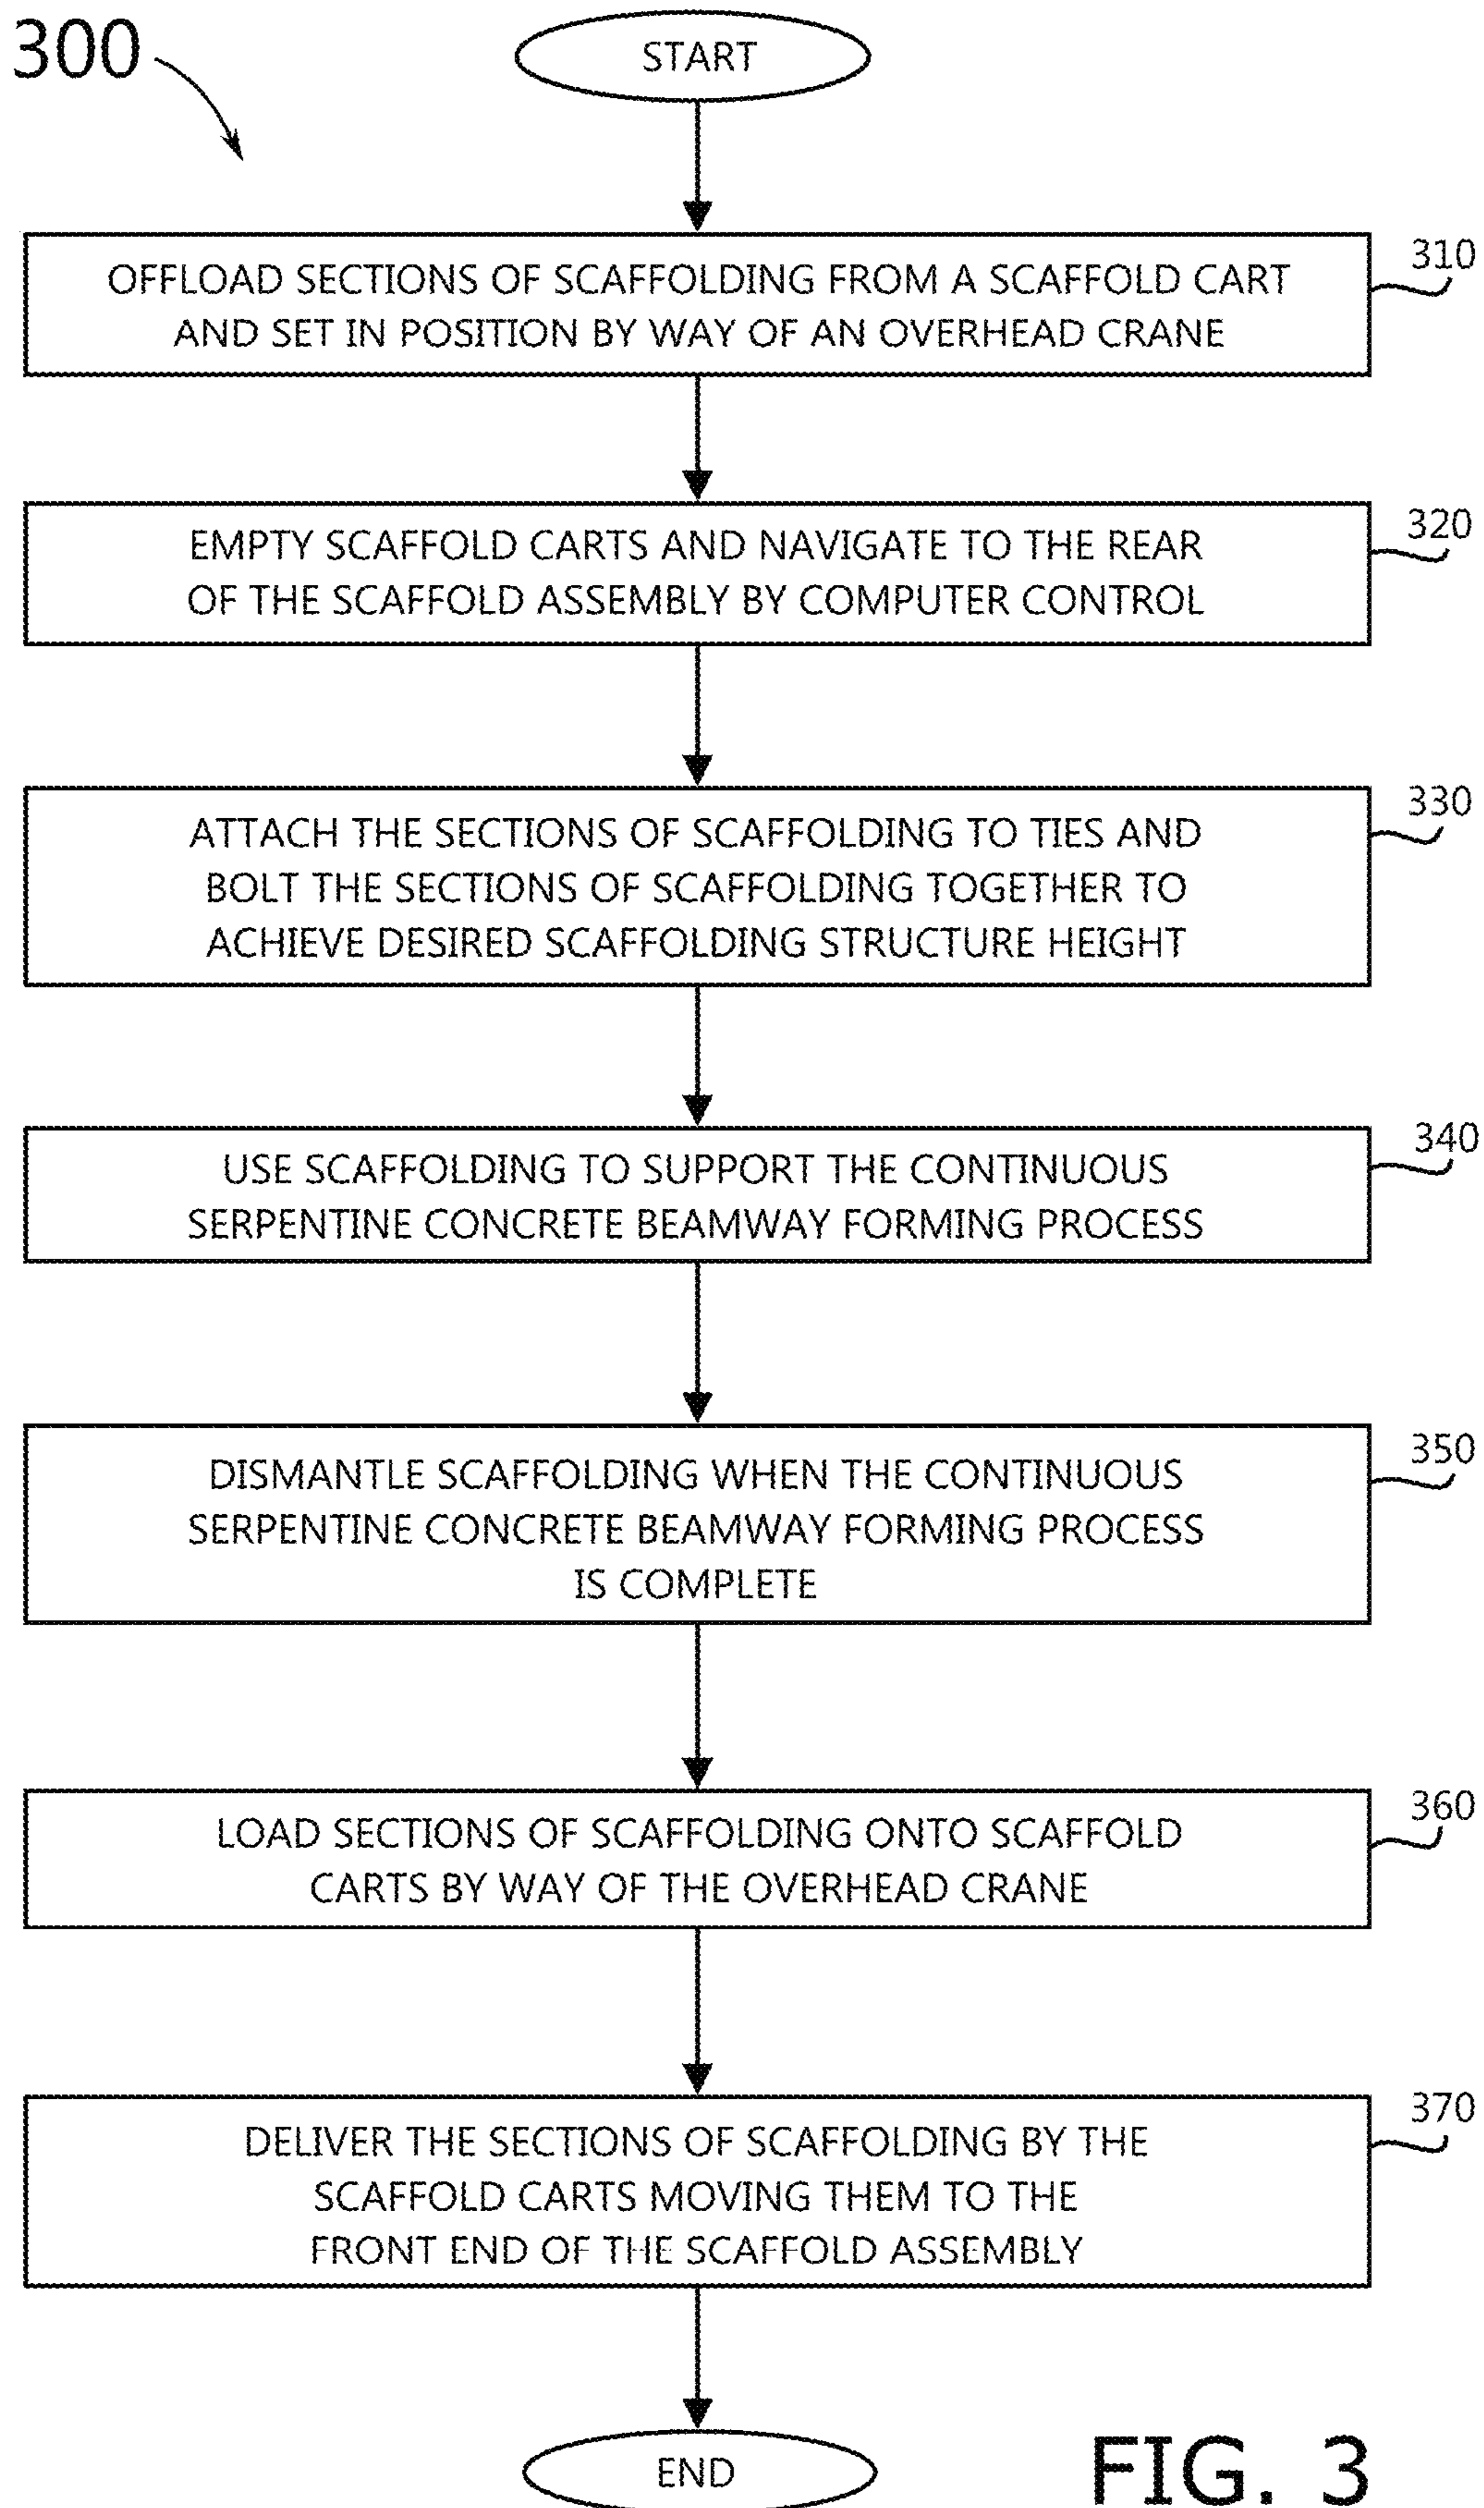 300
START
310
OFFLOAD SECTIONS OF SCAFFOLDING FROM A SCAFFOLD CART
AND SET IN POSITION BY WAY OF AN OVERHEAD CRANE
320
EMPTY SCAFFOLD CARTS AND NAVIGATE TO THE REAR
OF THE SCAFFOLD ASSEMBLY BY COMPUTER CONTROL
330
ATTACH THE SECTIONS OF SCAFFOLDING TO TIES AND
BOLT THE SECTIONS OF SCAFFOLDING TOGETHER TO
ACHIEVE DESIRED SCAFFOLDING STRUCTURE HEIGHT
340
USE SCAFFOLDING TO SUPPORT THE CONTINUOUS
SERPENTINE CONCRETE BEAMWAY FORMING PROCESS
350
DISMANTLE SCAFFOLDING WHEN THE CONTINUOUS
SERPENTINE CONCRETE BEAMWAY FORMING PROCESS
IS COMPLETE
360
LOAD SECTIONS OF SCAFFOLDING ONTO SCAFFOLD
CARTS BY WAY OF THE OVERHEAD CRANE
370
DELIVER THE SECTIONS OF SCAFFOLDING BY THE
SCAFFOLD CARTS MOVING THEM TO THE
FRONT END OF THE SCAFFOLD ASSEMBLY
END
FIG. 3